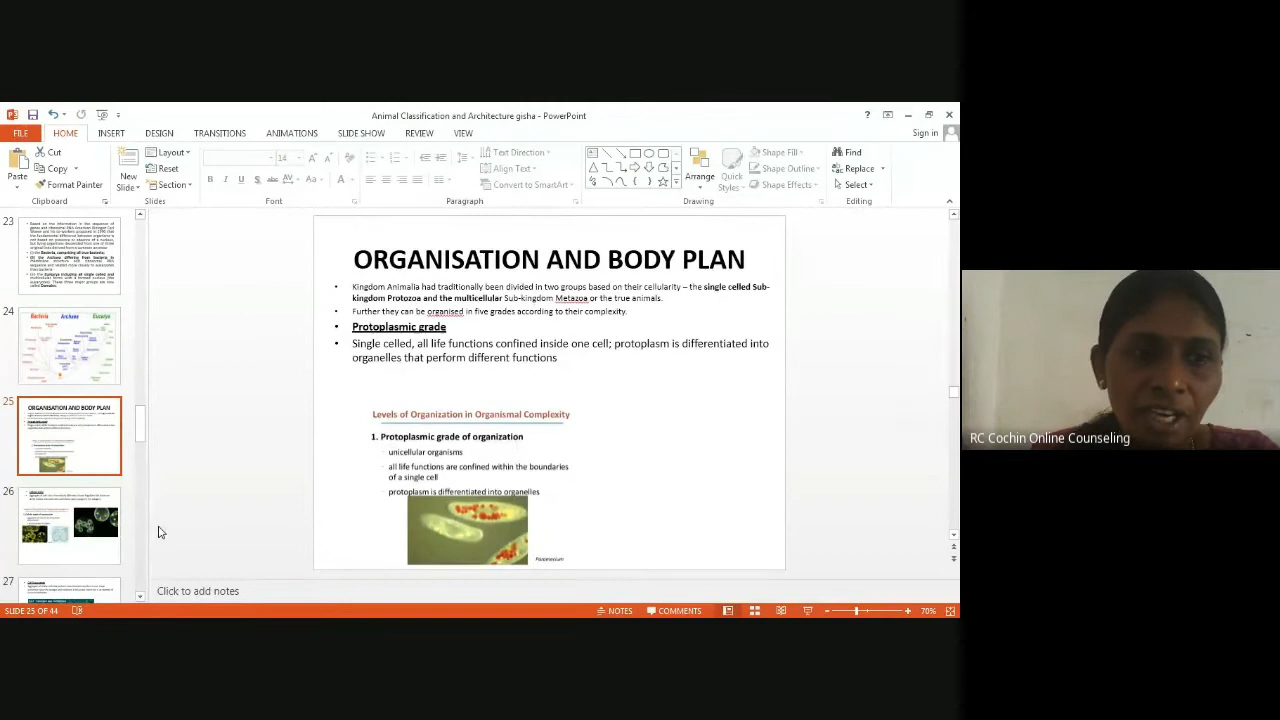 Animal Classification and Architecture gisha - PowerPoint
Sign in
FILE HOME INSERT DESIGN TRANSITIONS ANIMATIONS SLIDE SHOW REVIEW VIEW
Paste
Cut
Copy
Format Painter
Clipboard
New
Slide
Layout
Reset
Section
Slides
14
Font
Text Direction
Align Text
Convert to SmartArt
Paragraph
Arrange
Quick
Styles
Shape Fill
Shape Outline
Shape Effects
Drawing
Find
Replace
Select
Editing
23
24
Bacteria Archaea Eucarya
25
ORGANISATION AND BODY PLAN
26
27
ORGANISATION AND BODY PLAN
• Kingdom Animalia had traditionally been divided in two groups based on their cellularity – the single celled Sub-
kingdom Protozoa and the multicellular Sub-kingdom Metazoa or the true animals.
• Further they can be organised in five grades according to their complexity.
• Protoplasmic grade
• Single celled, all life functions confined inside one cell; protoplasm is differentiated into
organelles that perform different functions
Levels of Organization in Organismal Complexity
1. Protoplasmic grade of organization
unicellular organisms
all life functions are confined within the boundaries
of a single cell
protoplasm is differentiated into organelles
Paramecium
Click to add notes
SLIDE 25 OF 44
NOTES
COMMENTS
70%
RC Cochin Online Counseling